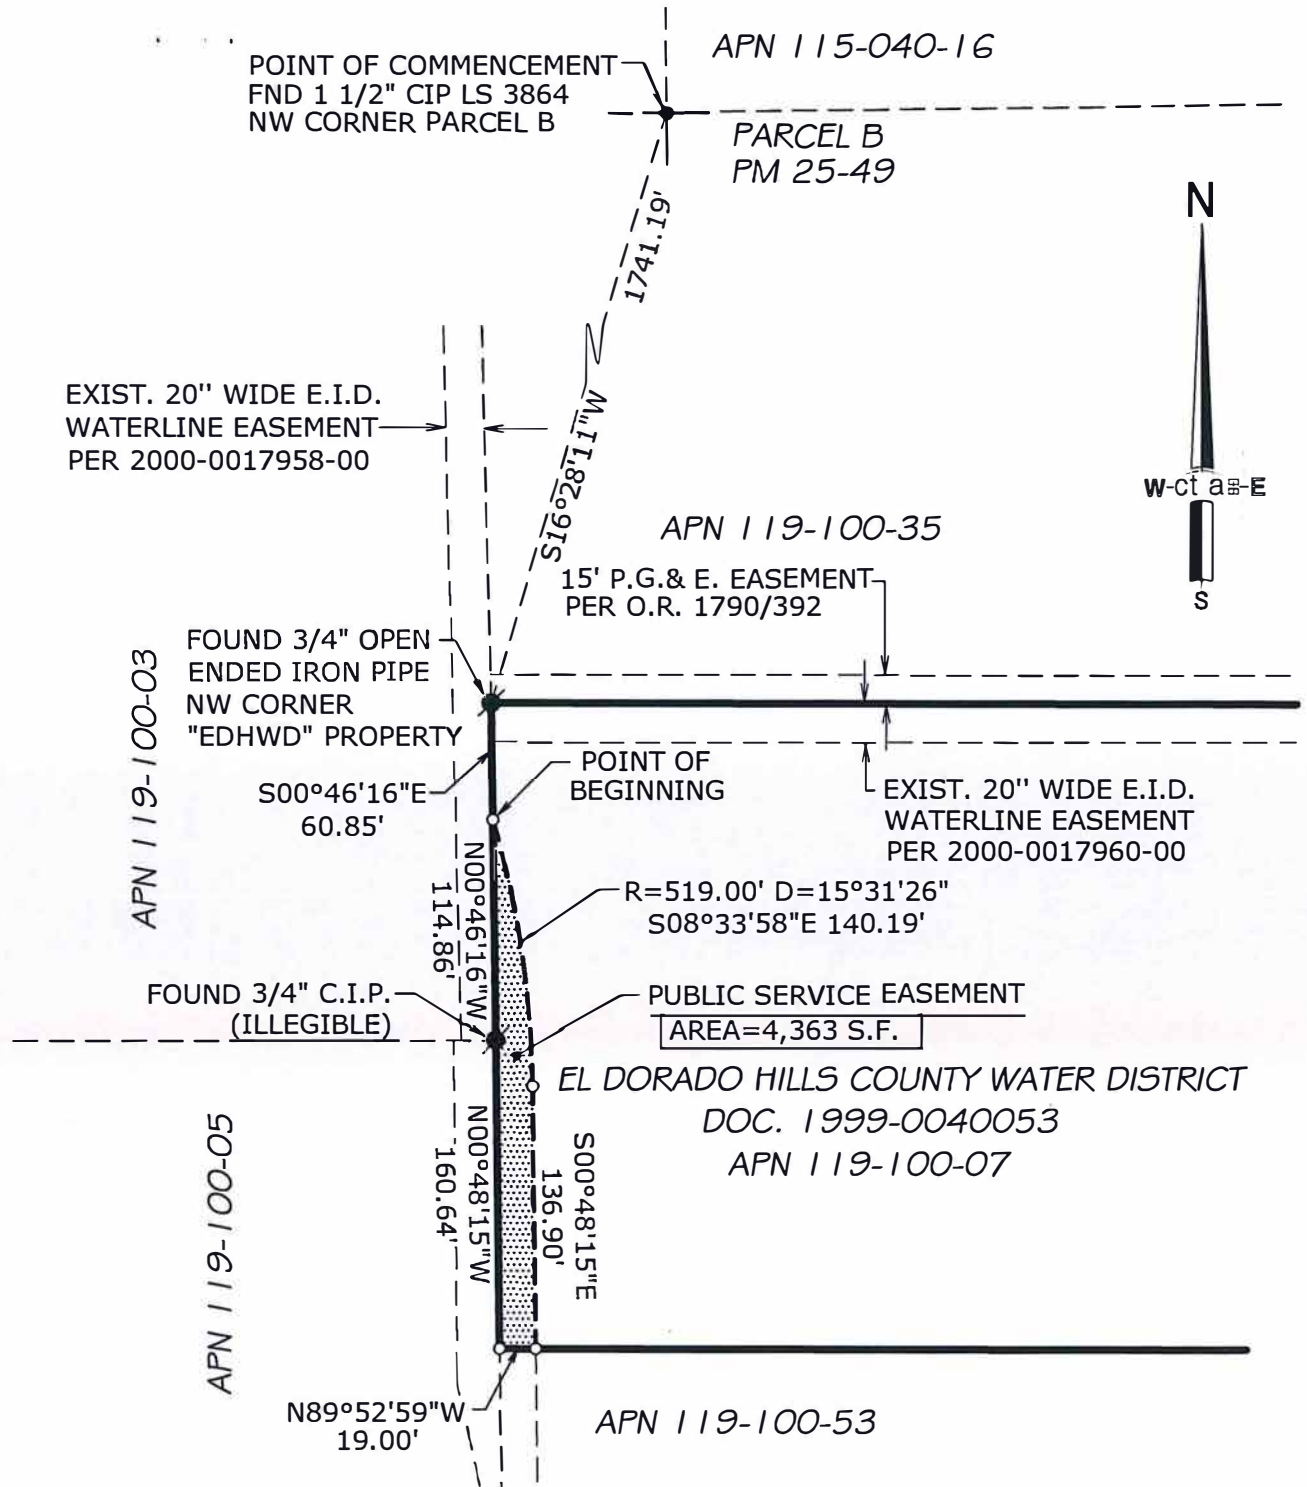 APN 115-040-16
POINT OF COMMENCEMENT
FND 1 1/2" CIP LS 3864
NW CORNER PARCEL B
PARCEL B
PM 25-49
N
1741.19'
EXIST. 20'' WIDE E.I.D.
WATERLINE EASEMENT
PER 2000-0017958-00
S16°28'11"W
W-ct a
-E
S
APN 119-100-35
15' P.G.& E. EASEMENT
PER O.R. 1790/392
FOUND 3/4" OPEN
ENDED IRON PIPE
NW CORNER
"EDHWD" PROPERTY
APN 119-100-03
POINT OF
BEGINNING
S00°46'16"E
60.85'
EXIST. 20'' WIDE E.I.D.
WATERLINE EASEMENT
PER 2000-0017960-00
N00°46'16"W
114.86'
R=519.00' D=15°31'26"
S08°33'58"E 140.19'
FOUND 3/4" C.I.P.
(ILLEGIBLE)
PUBLIC SERVICE EASEMENT
AREA=4,363 S.F.
EL DORADO HILLS COUNTY WATER DISTRICT
DOC. 1999-0040053
APN 119-100-07
APN 119-100-05
N00°48'15"W
160.64'
S00°48'15"E
136.90'
N89°52'59"W
19.00'
APN 119-100-53